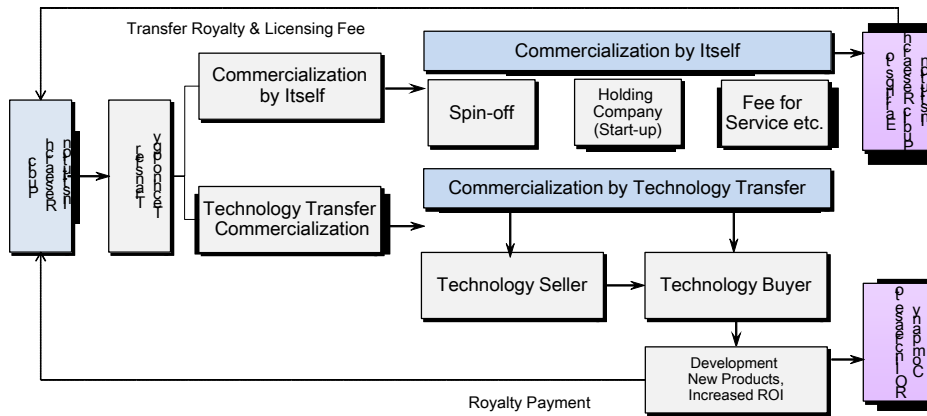 Transfer Royalty & Licensing Fee
Commercialization by Itself
Commercialization
by Itself
Spin-off
Holding
Company
(Start-up)
Fee for
Service etc.
Commercialization by Technology Transfer
Technology Transfer
Commercialization
Technology Seller
Technology Buyer
Development
New Products,
Increased ROI
Royalty Payment